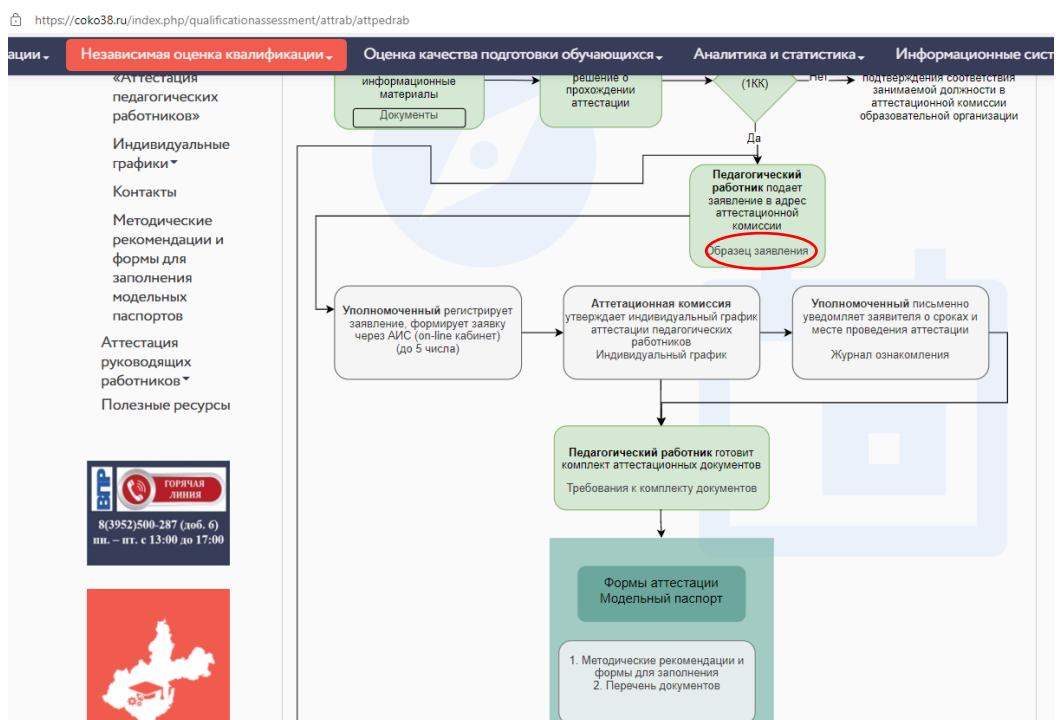 https://coko38.ru/index.php/qualificationassessment/attrab/attpedrab
ации
Независимая оценка квалификации
Оценка качества подготовки обучающихся
Аналитика и статистика
Информационные сист
«Аттестация
педагогических
работников»
Индивидуальные
графики
Контакты
Методические
рекомендации и
формы для
заполнения
модельных
паспортов
Аттестация
руководящих
работников
Полезные ресурсы
ВПР
ГОРЯЧАЯ
ЛИНИЯ
8(3952)500-287 (доб. 6)
пн. – пт. с 13:00 до 17:00
информационные
материалы
Документы
решение о
прохождении
аттестации
(1КК)
Нет
подтверждения соответствия
занимаемой должности в
аттестационной комиссии
образовательной организации
Да
Педагогический
работник подает
заявление в адрес
аттестационной
комиссии
Образец заявления
Уполномоченный регистрирует
заявление, формирует заявку
через АИС (on-line кабинет)
(до 5 числа)
Аттетационная комиссия
утверждает индивидуальный график
аттестации педагогических
работников
Индивидуальный график
Уполномоченный письменно
уведомляет заявителя о сроках и
месте проведения аттестации
Журнал ознакомления
Педагогический работник готовит
комплект аттестационных документов
Требования к комплекту документов
Формы аттестации
Модельный паспорт
1. Методические рекомендации и
формы для заполнения
2. Перечень документов